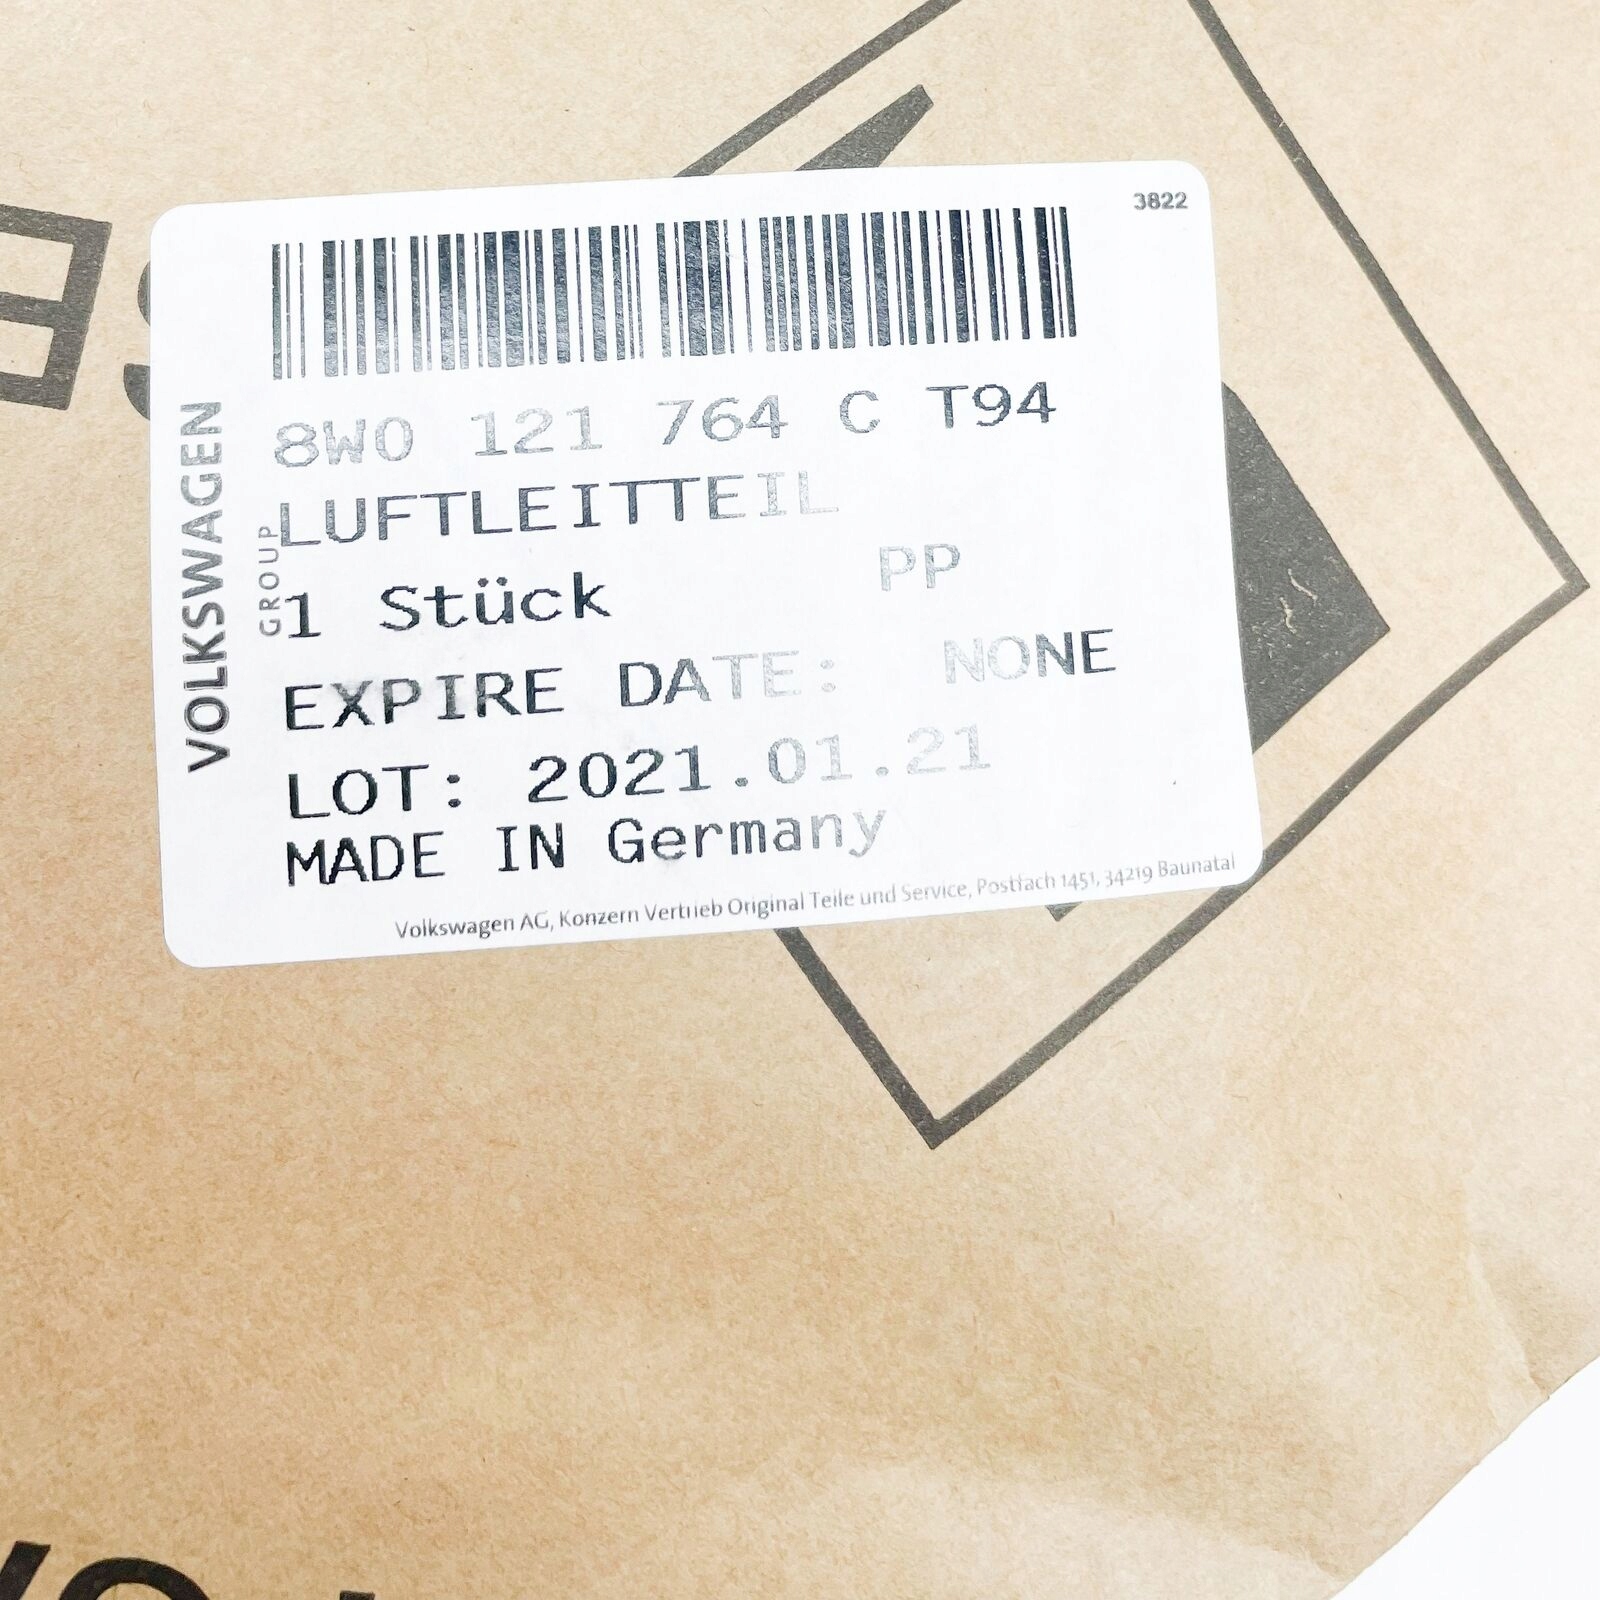 3822
8W0 121 764 C T94
LUFTLEITTEIL
1 Stück PP
EXPIRE DATE: NONE
LOT: 2021.01.21
MADE IN Germany
Volkswagen AG, Konzern Vertrieb Original Teile und Service, Postfach 1451, 34219 Baunatal
VOLKSWAGEN
GROUP